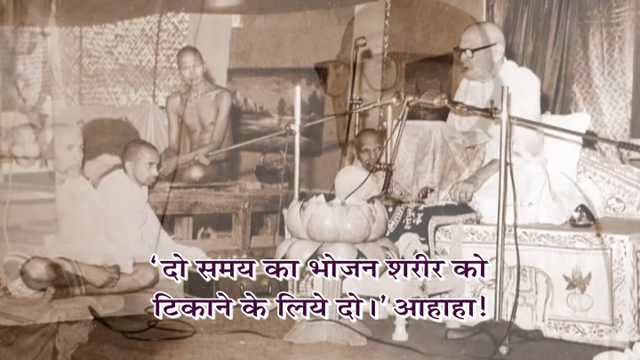 ‘दो समय का भोजन शरीर को
टिकाने के लिये दो।’ आहाहा!